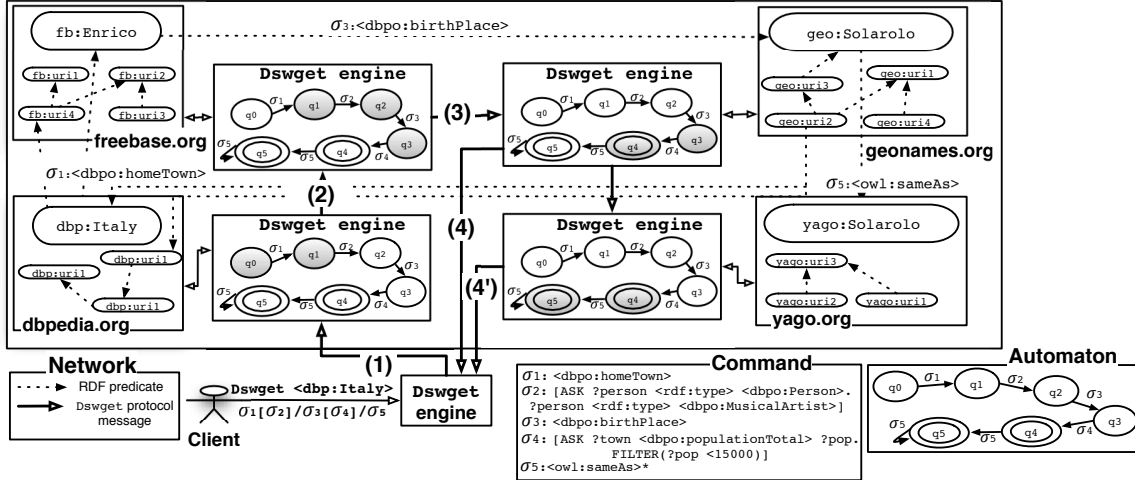 fb:Enrico
σ3:<dbpo:birthPlace>
geo:Solarolo
fb:uri1
fb:uri2
fb:uri4
fb:uri3
freebase.org
Dswget engine
q0
σ1
q1
σ2
q2
σ3
q3
σ4
q4
σ5
q5
σ5
(3)
Dswget engine
q0
σ1
q1
σ2
q2
σ3
q3
σ4
q4
σ5
q5
σ5
geo:uri1
geo:uri3
geo:uri2
geo:uri4
geonames.org
σ1:<dbpo:homeTown>
(2)
(4)
σ5:<owl:sameAs>
dbp:Italy
dbp:uri1
dbp:uri1
dbp:uri1
dbpedia.org
Dswget engine
q0
σ1
q1
σ2
q2
σ3
q3
σ4
q4
σ5
q5
σ5
(4')
Dswget engine
q0
σ1
q1
σ2
q2
σ3
q3
σ4
q4
σ5
q5
σ5
yago:Solarolo
yago:uri3
yago:uri2
yago:uri1
yago.org
(1)
Network
RDF predicate
Dswget protocol
message
Client
Dswget <dbp:Italy>
σ1[σ2]/σ3[σ4]/σ5
Dswget
engine
Command
σ1: <dbpo:homeTown>
σ2: [ASK ?person <rdf:type> <dbpo:Person>.
?person <rdf:type> <dbpo:MusicalArtist>]
σ3: <dbpo:birthPlace>
σ4: [ASK ?town <dbpo:populationTotal> ?pop.
FILTER(?pop <15000)]
σ5:<owl:sameAs>*
Automaton
q0
σ1
q1
σ2
q2
σ3
q3
σ4
q4
σ5
q5
σ5